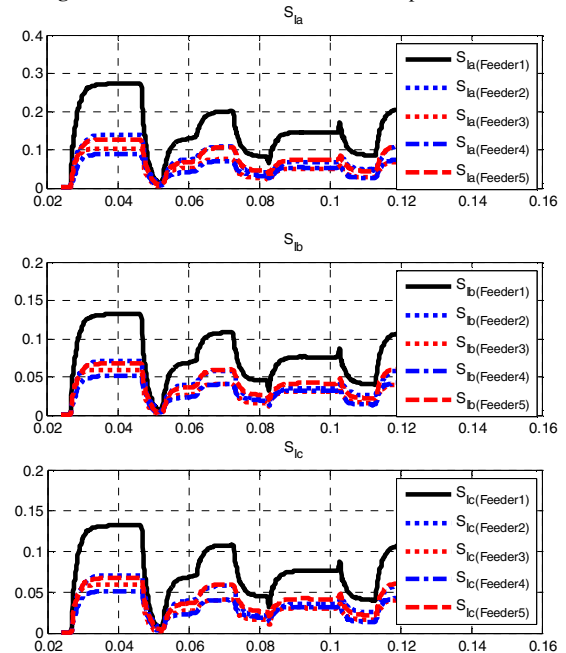 S_Ia
0.4
0.3
0.2
0.1
0
0.02 0.04 0.06 0.08 0.1 0.12 0.14 0.16
S_Ia(Feeder1)
S_Ia(Feeder2)
S_Ia(Feeder3)
S_Ia(Feeder4)
S_Ia(Feeder5)
S_Ib
0.2
0.15
0.1
0.05
0
0.02 0.04 0.06 0.08 0.1 0.12 0.14 0.16
S_Ib(Feeder1)
S_Ib(Feeder2)
S_Ib(Feeder3)
S_Ib(Feeder4)
S_Ib(Feeder5)
S_Ic
0.2
0.15
0.1
0.05
0
0.02 0.04 0.06 0.08 0.1 0.12 0.14 0.16
S_Ic(Feeder1)
S_Ic(Feeder2)
S_Ic(Feeder3)
S_Ic(Feeder4)
S_Ic(Feeder5)